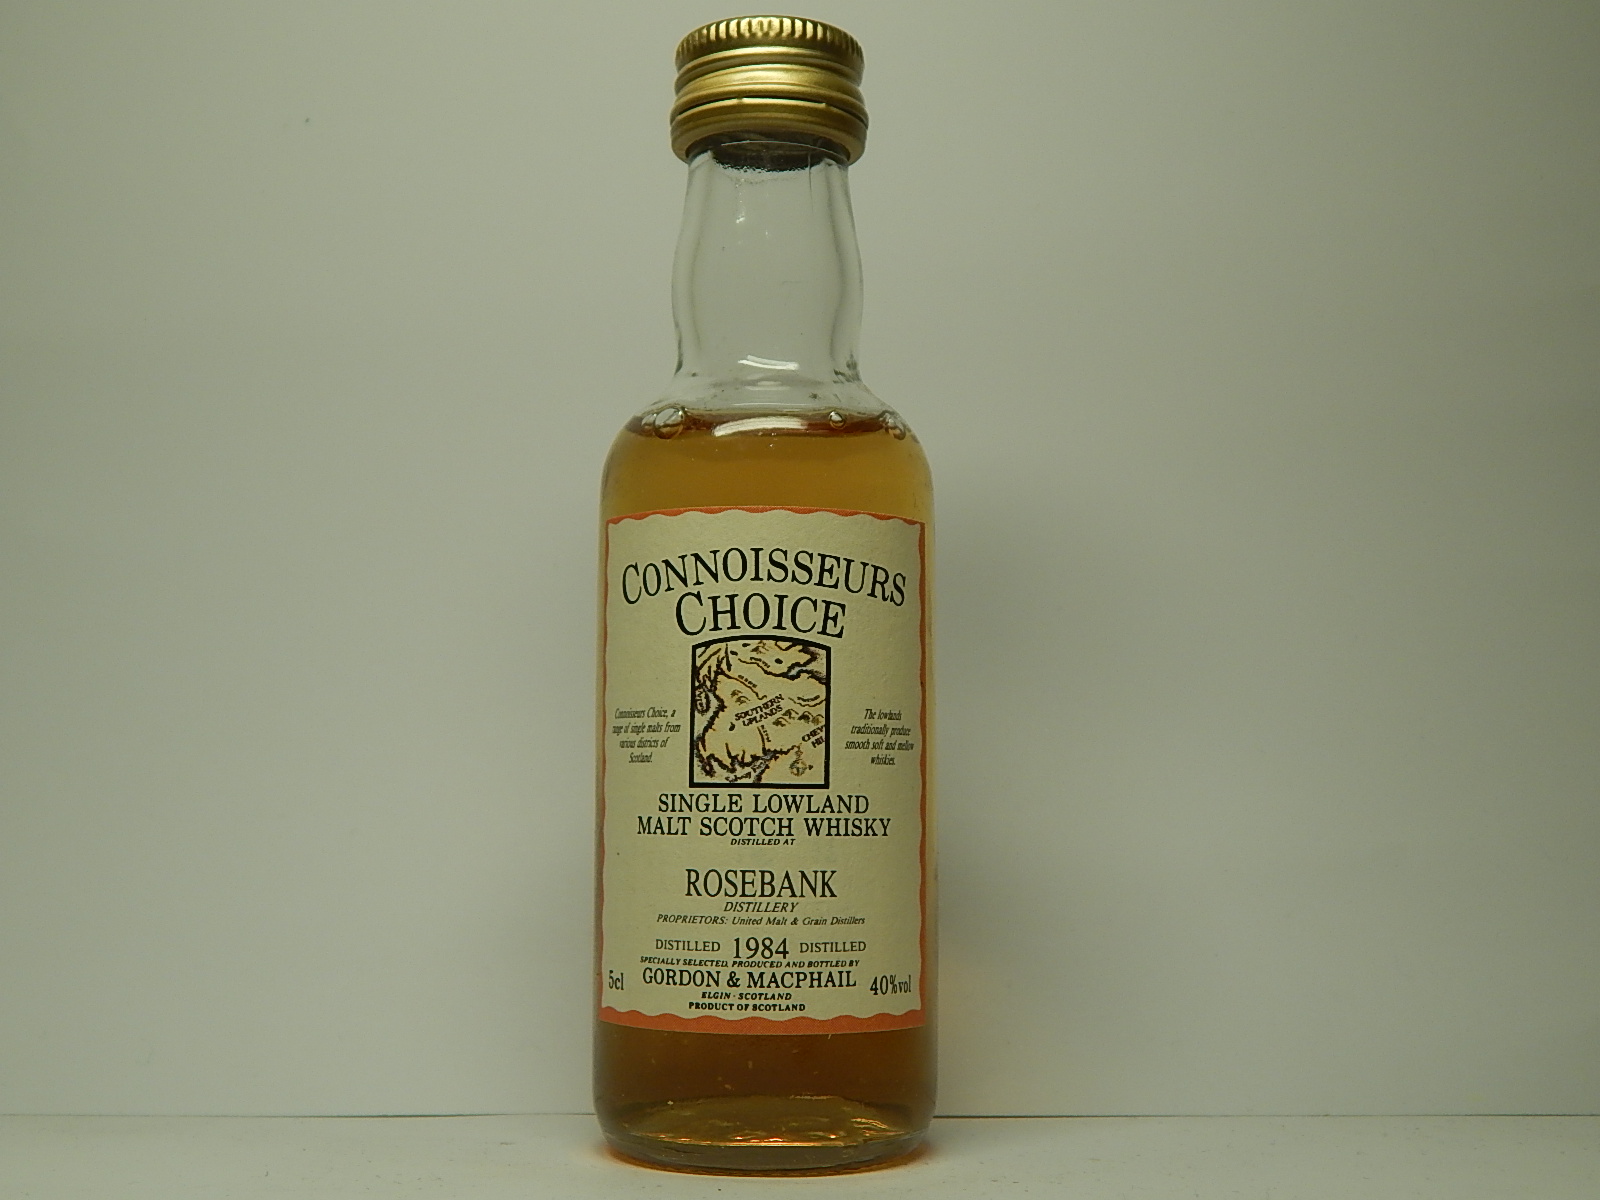 CONNOISSEURS
CHOICE
SOUTHERN
UPLANDS
Connoisseurs Choice, a
range of single malts from
various districts of
Scotland.
The lowlands
traditionally produce
smooth soft and mellow
whiskies.
SINGLE LOWLAND
MALT SCOTCH WHISKY
DISTILLED AT
ROSEBANK
DISTILLERY
PROPRIETORS: United Malt & Grain Distillers
DISTILLED 1984 DISTILLED
SPECIALLY SELECTED, PRODUCED AND BOTTLED BY
5cl GORDON & MACPHAIL 40%vol
ELGIN · SCOTLAND
PRODUCT OF SCOTLAND